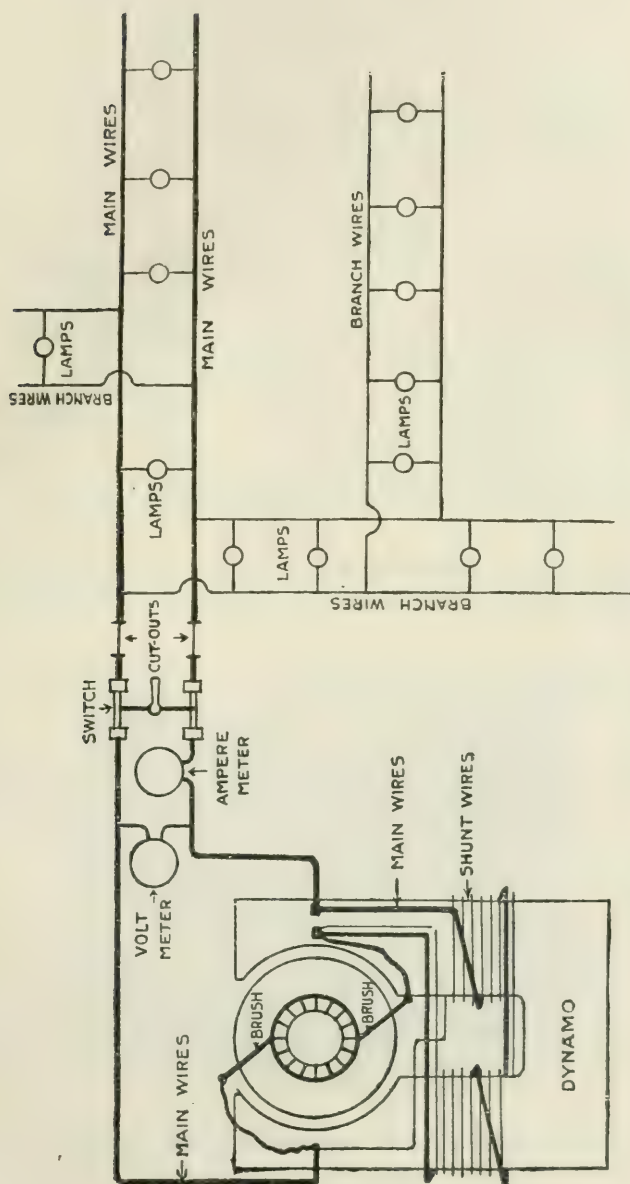 MAIN WIRES
MAIN WIRES
LAMPS
BRANCH WIRES
BRANCH WIRES
LAMPS
LAMPS
LAMPS
BRANCH WIRES
CUT-OUTS
SWITCH
AMPERE
METER
VOLT
METER
MAIN WIRES
SHUNT WIRES
MAIN WIRES
BRUSH
BRUSH
DYNAMO